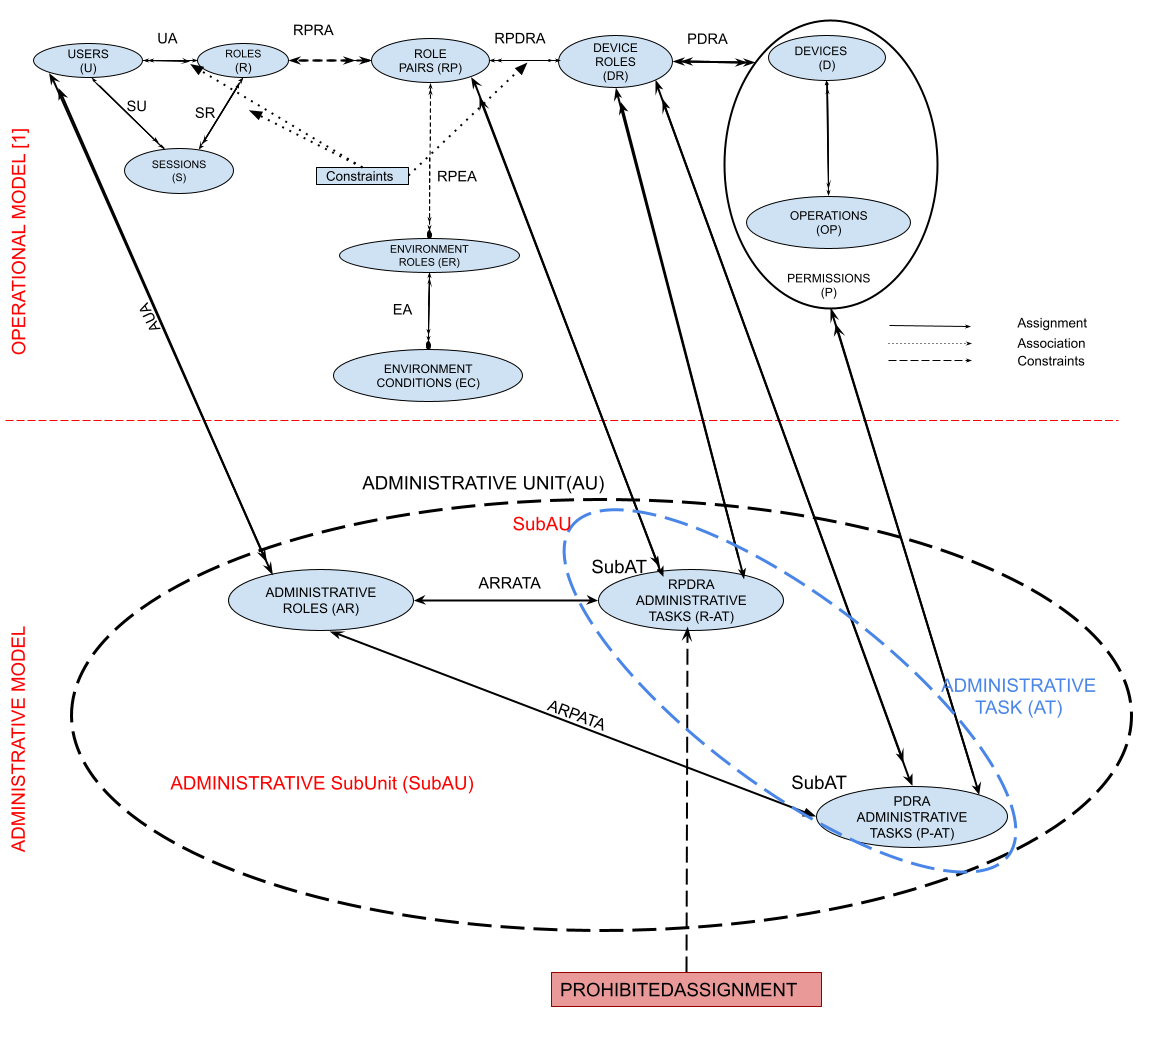 UA
RPRA
RPDRA
PDRA
USERS
(U)
ROLES
(R)
ROLE
PAIRS (RP)
DEVICE
ROLES
(DR)
DEVICES
(D)
SU
SR
SESSIONS
(S)
Constraints
RPEA
OPERATIONS
(OP)
ENVIRONMENT
ROLES (ER)
PERMISSIONS
(P)
EA
AUA
ENVIRONMENT
CONDITIONS (EC)
Assignment
Association
Constraints
OPERATIONAL MODEL [1]
ADMINISTRATIVE UNIT(AU)
SubAU
SubAT
ADMINISTRATIVE
ROLES (AR)
ARRATA
RPDRA
ADMINISTRATIVE
TASKS (R-AT)
ADMINISTRATIVE
TASK (AT)
ARPATA
ADMINISTRATIVE SubUnit (SubAU)
SubAT
PDRA
ADMINISTRATIVE
TASKS (P-AT)
ADMINISTRATIVE MODEL
PROHIBITEDASSIGNMENT